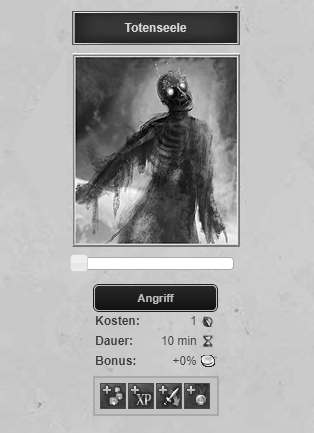 Totenseele
Angriff
Kosten: 1
Dauer: 10 min
Bonus: +0%
XP